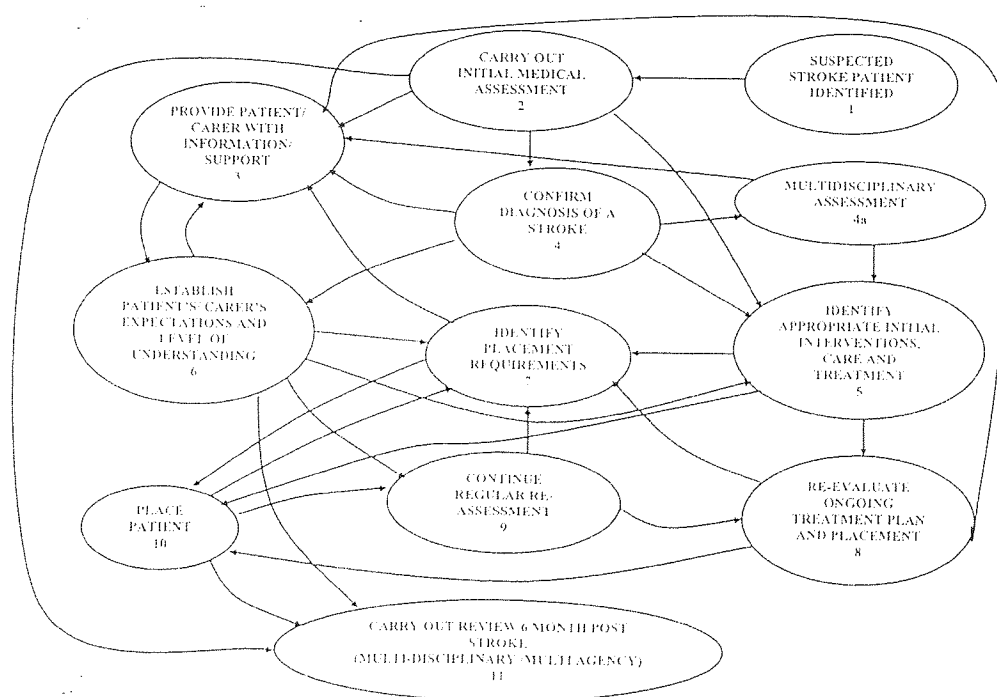 CARRY OUT
INITIAL MEDICAL
ASSESSMENT
2
SUSPECTED
STROKE PATIENT
IDENTIFIED
1
PROVIDE PATIENT/
CARER WITH
INFORMATION/
SUPPORT
3
CONFIRM
DIAGNOSIS OF A
STROKE
4
MULTIDISCIPLINARY
ASSESSMENT
4a
ESTABLISH
PATIENT'S/ CARER'S
EXPECTATIONS AND
LEVEL OF
UNDERSTANDING
6
IDENTIFY
PLACEMENT
REQUIREMENTS
7
IDENTIFY
APPROPRIATE INITIAL
INTERVENTIONS,
CARE AND
TREATMENT
5
PLACE
PATIENT
10
CONTINUE
REGULAR RE-
ASSESSMENT
9
RE-EVALUATE
ONGOING
TREATMENT PLAN
AND PLACEMENT
8
CARRY OUT REVIEW 6 MONTH POST
STROKE
(MULTI-DISCIPLINARY /MULTI AGENCY)
11